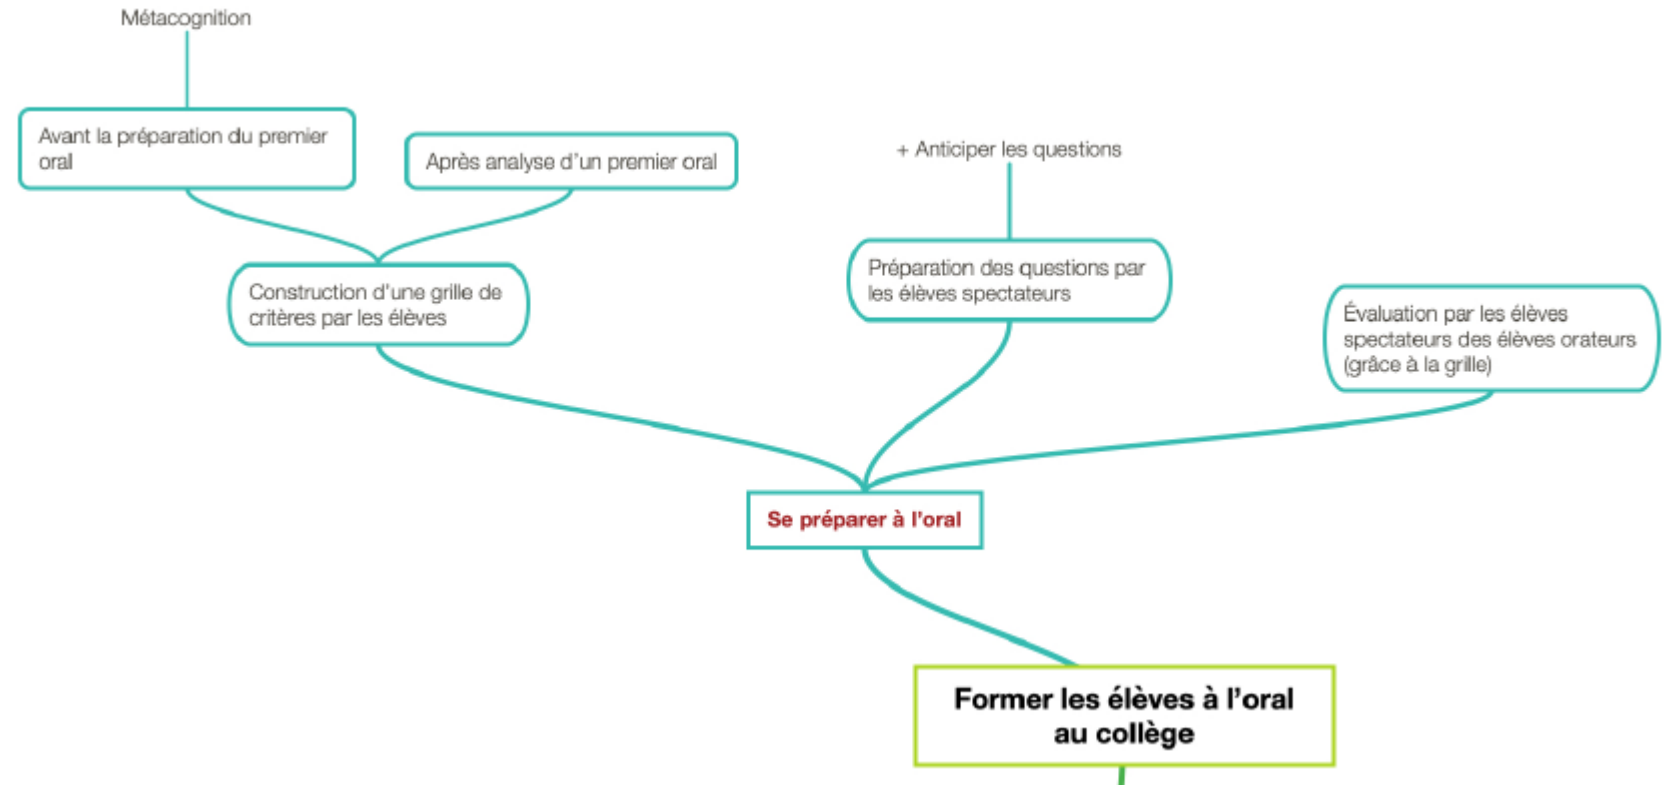 Métacognition
Avant la préparation du premier
oral
Après analyse d'un premier oral
+ Anticiper les questions
Construction d'une grille de
critères par les élèves
Préparation des questions par
les élèves spectateurs
Évaluation par les élèves
spectateurs des élèves orateurs
(grâce à la grille)
Se préparer à l'oral
Former les élèves à l'oral
au collège